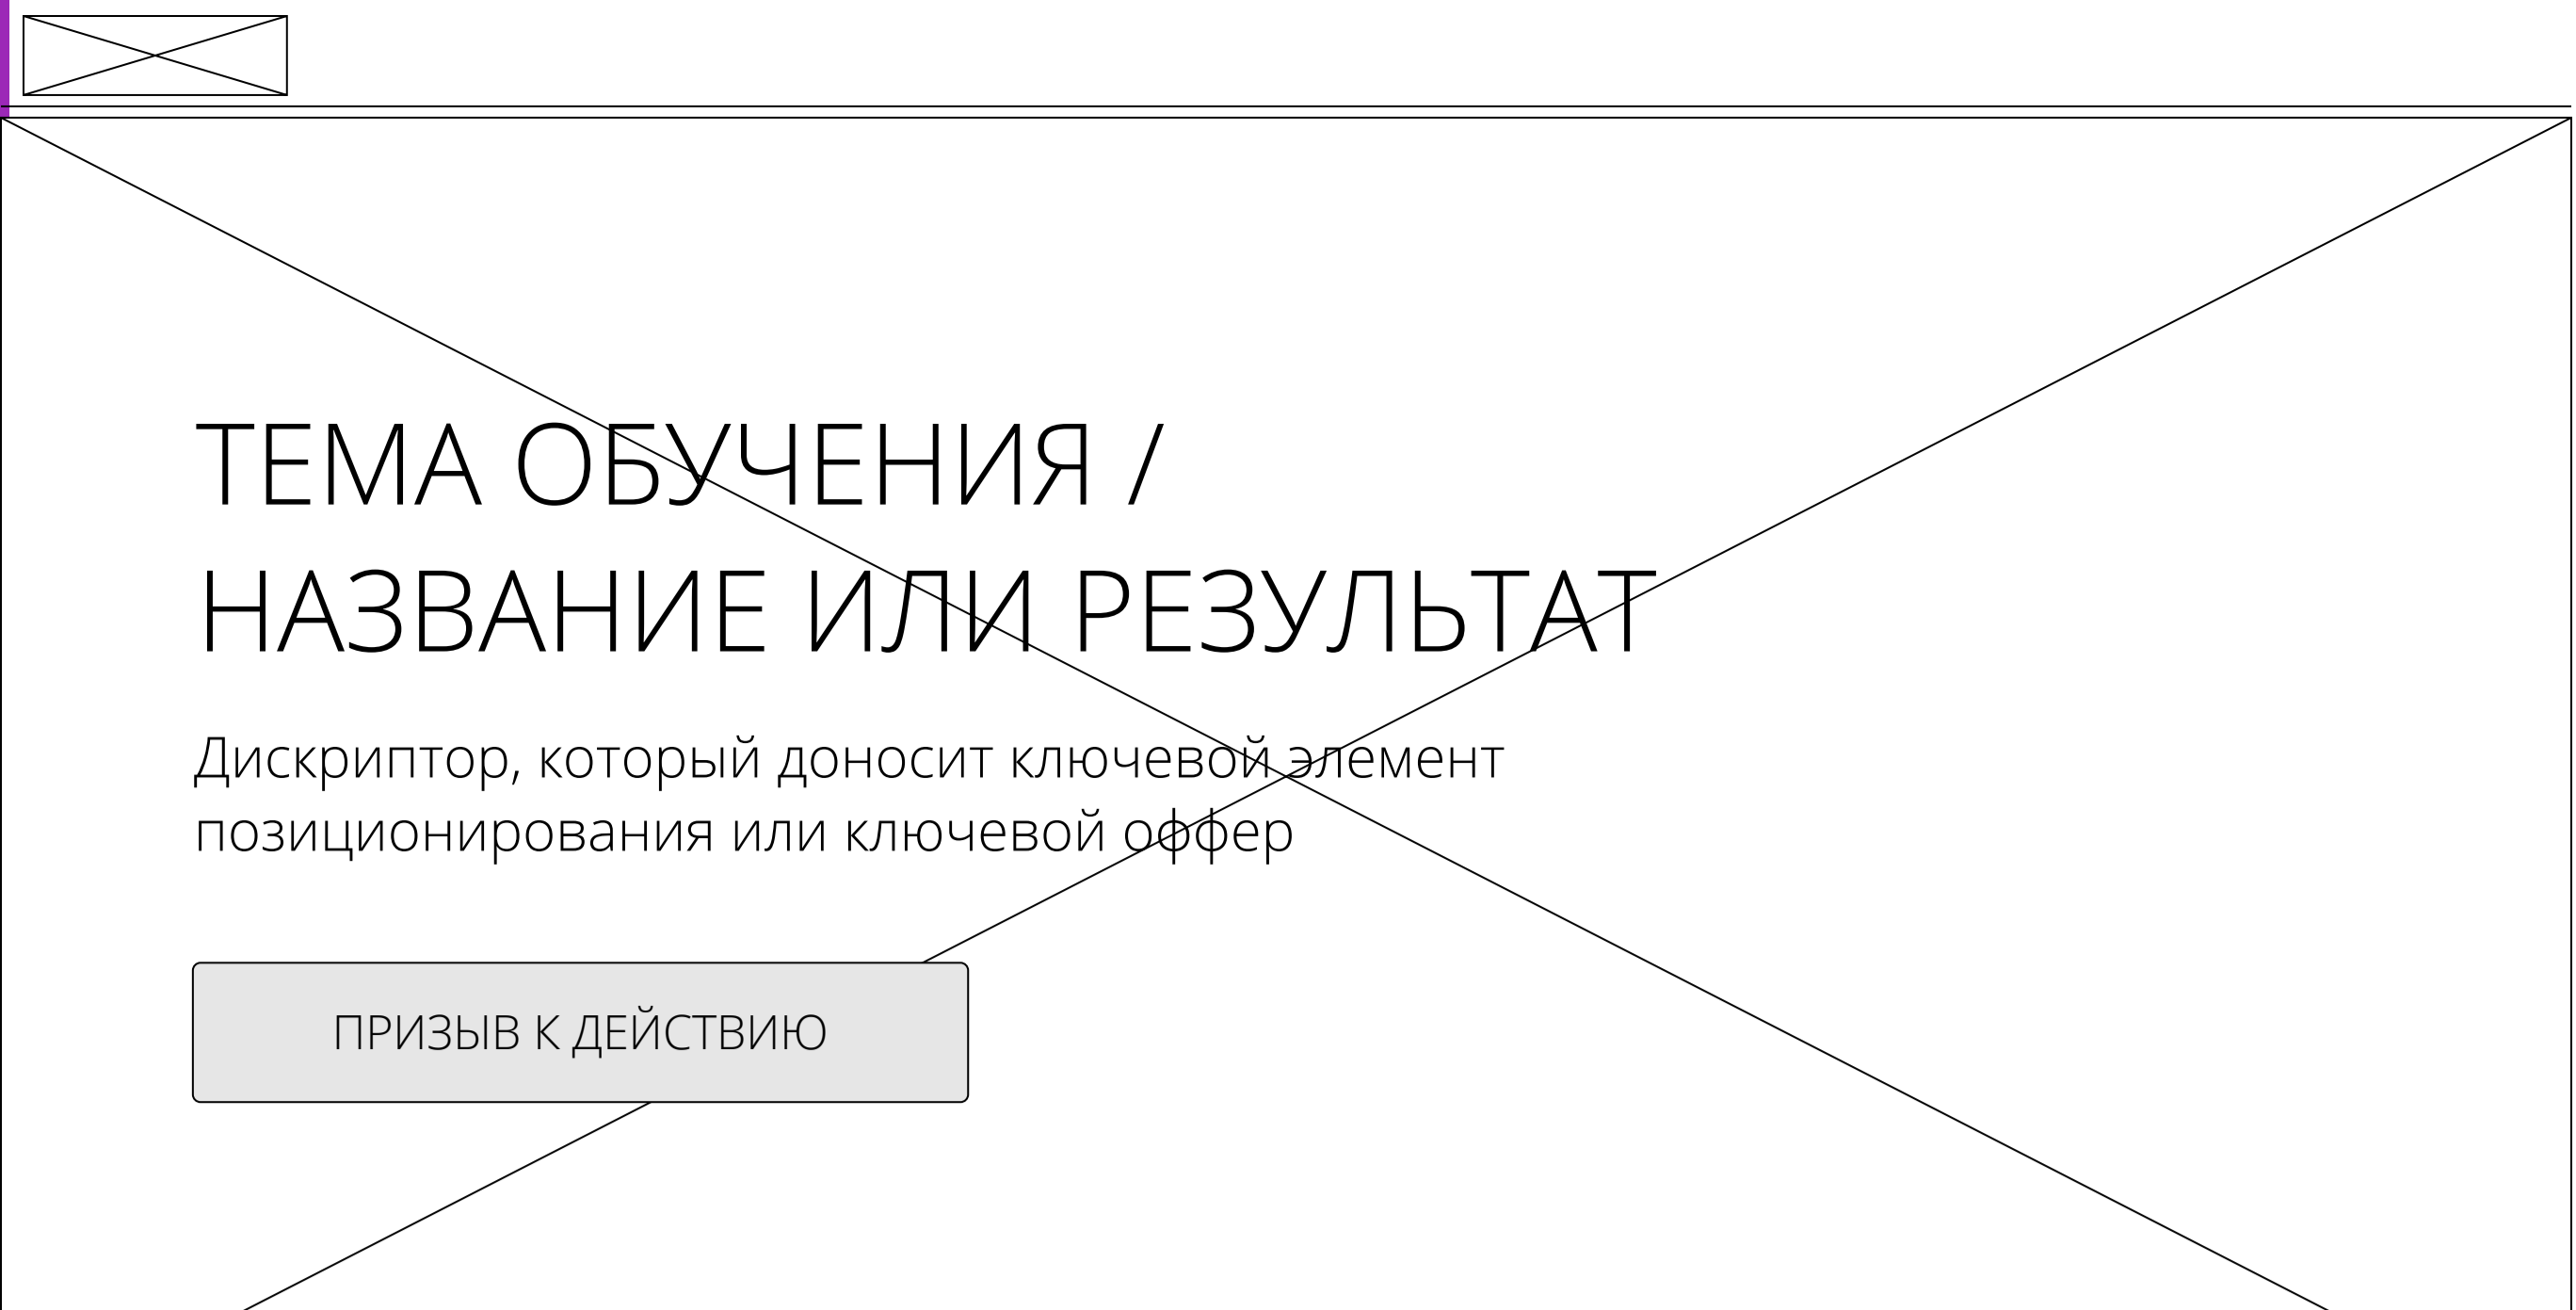 ТЕМА ОБУЧЕНИЯ /
НАЗВАНИЕ ИЛИ РЕЗУЛЬТАТ
Дискриптор, который доносит ключевой элемент
позиционирования или ключевой оффер
ПРИЗЫВ К ДЕЙСТВИЮ